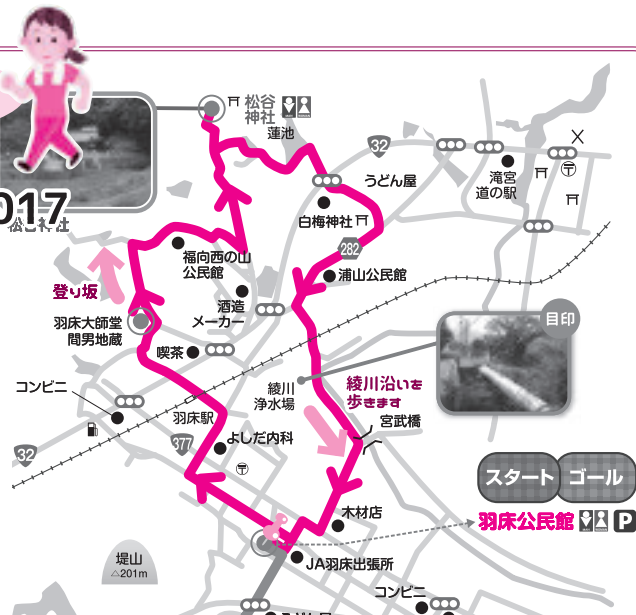 松谷
神社
蓮池
32
うどん屋
滝宮
道の駅
017
白梅神社
282
福向西の山
公民館
浦山公民館
登り坂
酒造
メーカー
目印
羽床大師堂
間男地蔵
喫茶
綾川
浄水場
綾川沿いを
歩きます
コンビニ
羽床駅
宮武橋
377
よしだ内科
32
スタート ゴール
木材店
羽床公民館
P
JA羽床出張所
堤山
△201m
コンビニ